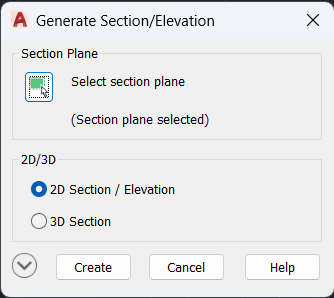 Generate Section/Elevation
Section Plane
Select section plane
(Section plane selected)
2D/3D
2D Section / Elevation
3D Section
Create
Cancel
Help